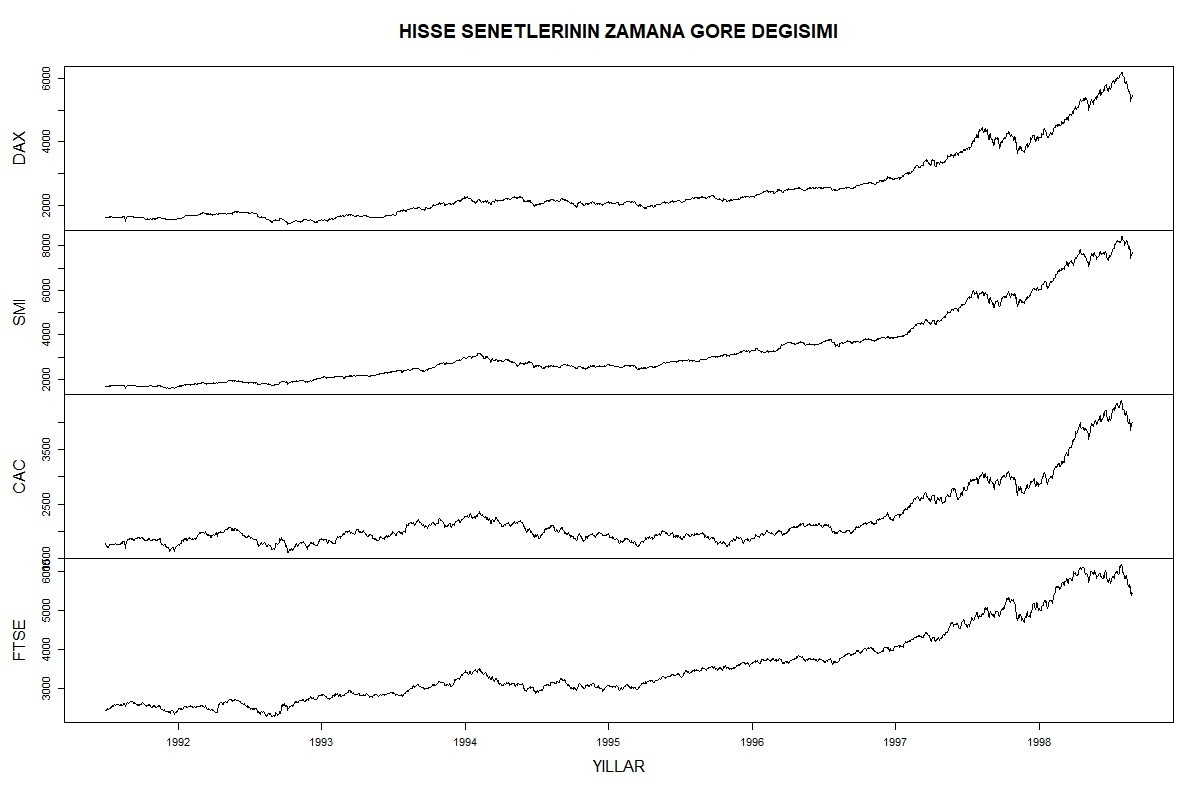 HISSE SENETLERININ ZAMANA GORE DEGISIMI
DAX
6000
4000
2000
SMI
8000
6000
4000
2000
CAC
3500
2500
FTSE
6000
5000
4000
3000
1992 1993 1994 1995 1996 1997 1998
YILLAR